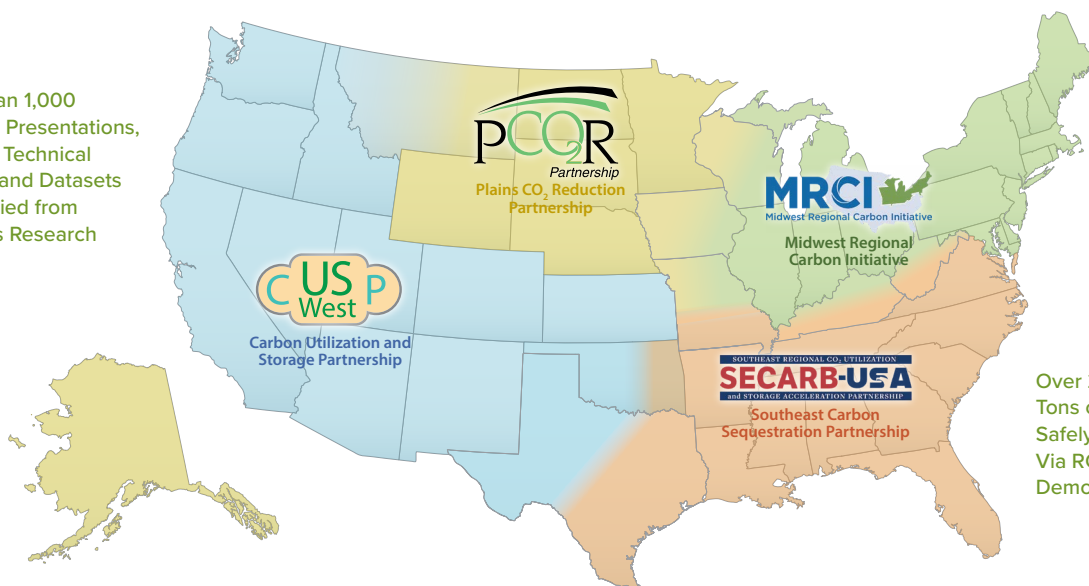 an 1,000
Presentations,
Technical
and Datasets
ied from
s Research
PCO2R
Partnership
Plains CO₂ Reduction
Partnership
MRCI
Midwest Regional Carbon Initiative
Midwest Regional
Carbon Initiative
C US P
West
Carbon Utilization and
Storage Partnership
SOUTHEAST REGIONAL CO₂ UTILIZATION
SECARB-USA
and STORAGE ACCELERATION PARTNERSHIP
Southeast Carbon
Sequestration Partnership
Over
Tons
Safely
Via
Demo